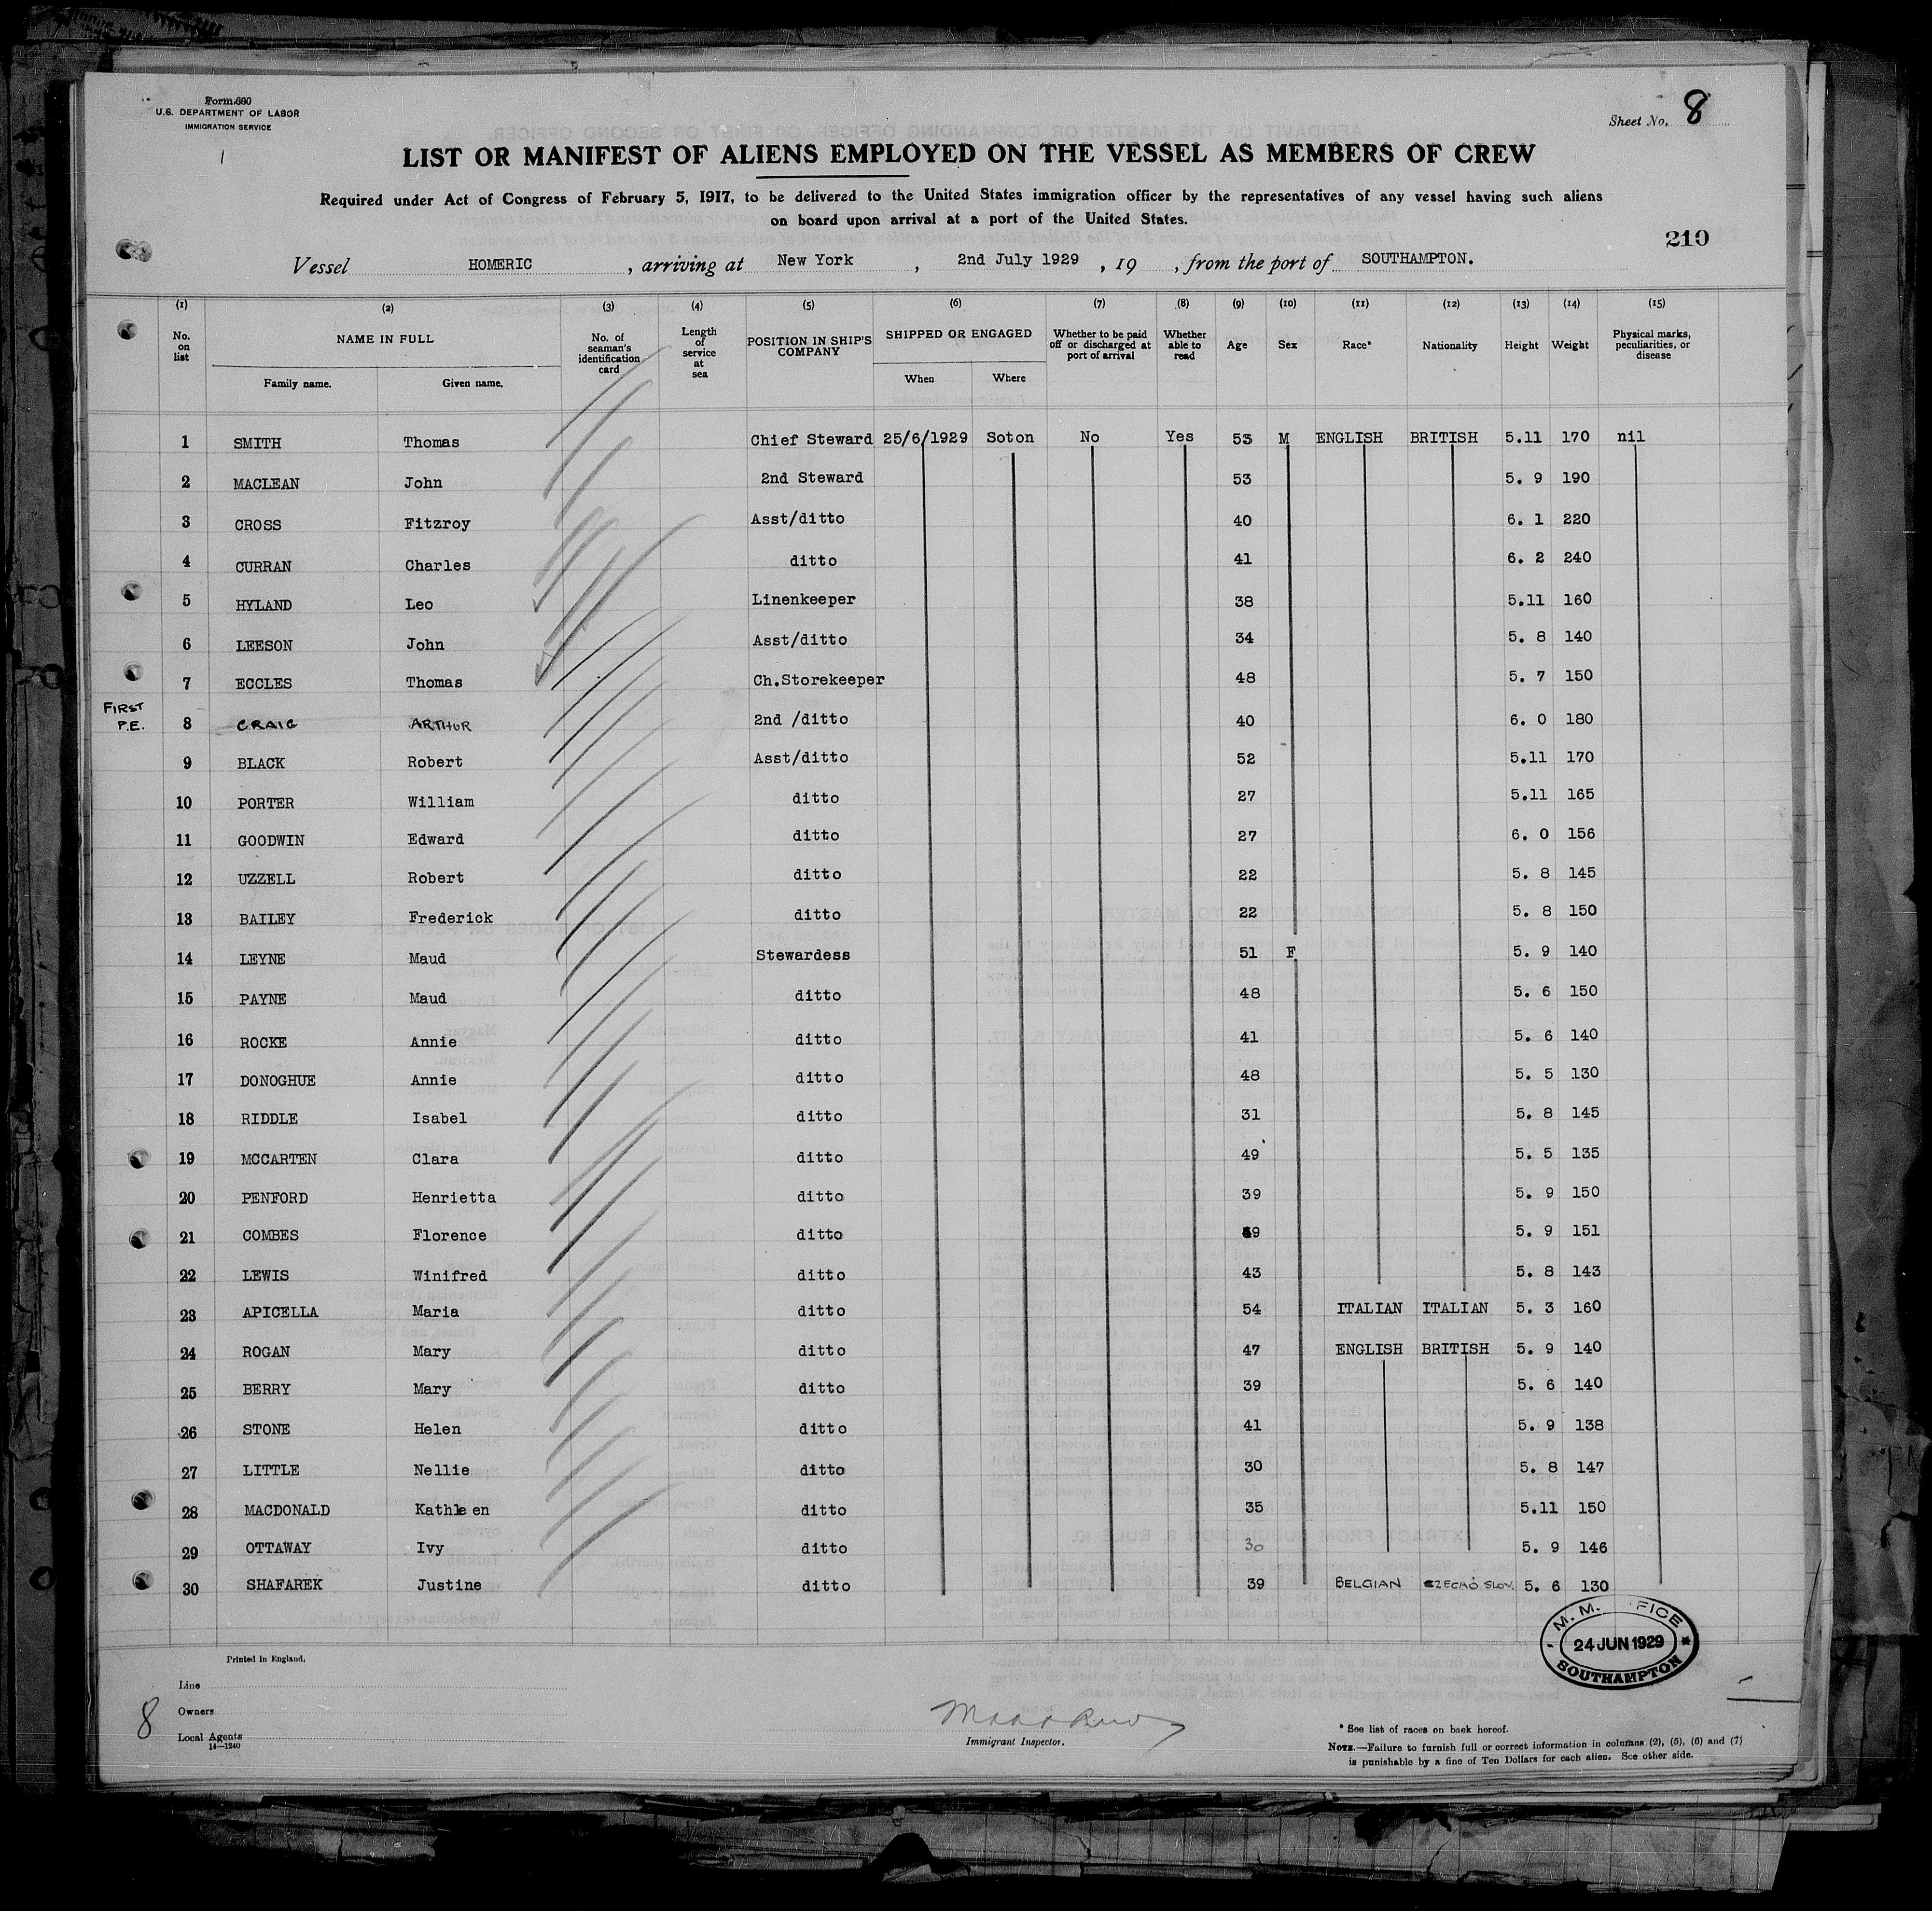 Form 680
U.S. DEPARTMENT OF LABOR
IMMIGRATION SERVICE
Sheet No. 8
LIST OR MANIFEST OF ALIENS EMPLOYED ON THE VESSEL AS MEMBERS OF CREW
Required under Act of Congress of February 5, 1917, to be delivered to the United States immigration officer by the representatives of any vessel having such aliens
on board upon arrival at a port of the United States.
210
Vessel HOMERIC, arriving at New York, 2nd July 1929, 19 , from the port of SOUTHAMPTON.
(1) (2) (3) (4) (5) (6) (7) (8) (9) (10) (11) (12) (13) (14) (15)
No. on list NAME IN FULL No. of seaman's identification card Length of service at sea POSITION IN SHIP'S COMPANY SHIPPED OR ENGAGED Whether to be paid off or discharged at port of arrival Whether able to read Age Sex Race* Nationality Height Weight Physical marks, peculiarities, or disease
Family name. Given name. When Where
1 SMITH Thomas Chief Steward 25/6/1929 Soton No Yes 53 M ENGLISH BRITISH 5.11 170 nil
2 MACLEAN John 2nd Steward 53 5. 9 190
3 CROSS Fitzroy Asst/ditto 40 6. 1 220
4 CURRAN Charles ditto 41 6. 2 240
5 HYLAND Leo Linenkeeper 38 5.11 160
6 LEESON John Asst/ditto 34 5. 8 140
7 ECCLES Thomas Ch.Storekeeper 48 5. 7 150
FIRST P.E. 8 CRAIG ARTHUR 2nd /ditto 40 6. 0 180
9 BLACK Robert Asst/ditto 52 5.11 170
10 PORTER William ditto 27 5.11 165
11 GOODWIN Edward ditto 27 6. 0 156
12 UZZELL Robert ditto 22 5. 8 145
13 BAILEY Frederick ditto 22 5. 8 150
14 LEYNE Maud Stewardess 51 F 5. 9 140
15 PAYNE Maud ditto 48 5. 6 150
16 ROCKE Annie ditto 41 5. 6 140
17 DONOGHUE Annie ditto 48 5. 5 130
18 RIDDLE Isabel ditto 31 5. 8 145
19 MCCARTEN Clara ditto 49 5. 5 135
20 PENFORD Henrietta ditto 39 5. 9 150
21 COMBES Florence ditto 5. 9 151
22 LEWIS Winifred ditto 43 5. 8 143
23 APICELLA Maria ditto 54 ITALIAN ITALIAN 5. 3 160
24 ROGAN Mary ditto 47 ENGLISH BRITISH 5. 9 140
25 BERRY Mary ditto 39 5. 6 140
26 STONE Helen ditto 41 5. 9 138
27 LITTLE Nellie ditto 30 5. 8 147
28 MACDONALD Kathleen ditto 35 5.11 150
29 OTTAWAY Ivy ditto 30 5. 9 146
30 SHAFAREK Justine ditto 39 BELGIAN CZECHO SLOV. 5. 6 130
M. M. FICE
24 JUN 1929
SOUTHAMPTON
Printed in England.
Line
Owners
Local Agents
14—1240
8
Immigrant Inspector.
* See list of races on back hereof.
NOTE.—Failure to furnish full or correct information in columns (2), (5), (6) and (7)
is punishable by a fine of Ten Dollars for each alien. See other side.